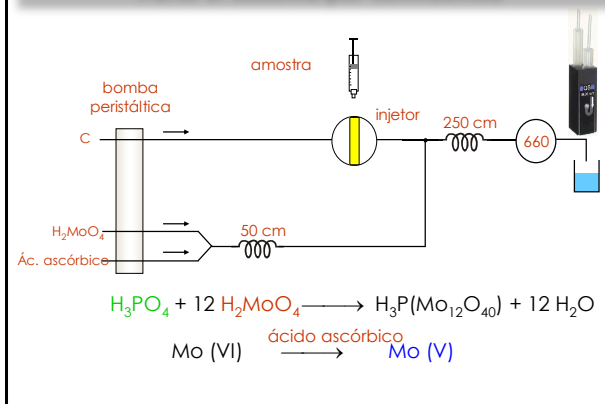 amostra
bomba
peristáltica
injetor
250 cm
C
660
H₂MoO₄
50 cm
Ác. ascórbico
H₃PO₄ + 12 H₂MoO₄ ⟶ H₃P(Mo₁₂O₄₀) + 12 H₂O
ácido ascórbico
Mo (VI) ⟶ Mo (V)